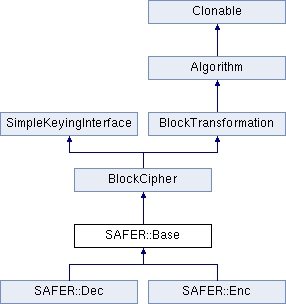 Clonable
Algorithm
SimpleKeyingInterface
BlockTransformation
BlockCipher
SAFER::Base
SAFER::Dec
SAFER::Enc